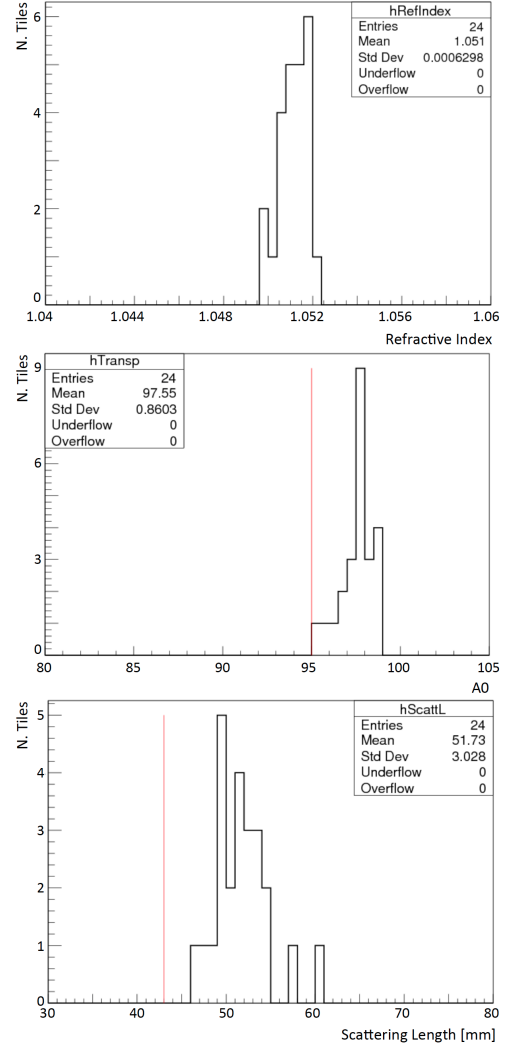 N. Tiles
hRefIndex
Entries 24
Mean 1.051
Std Dev 0.0006298
Underflow 0
Overflow 0
6
4
2
0
1.04 1.044 1.048 1.052 1.056 1.06
Refractive Index
N. Tiles
hTransp
Entries 24
Mean 97.55
Std Dev 0.8603
Underflow 0
Overflow 0
9
6
3
0
80 85 90 95 100 105
A0
N. Tiles
hScattL
Entries 24
Mean 51.73
Std Dev 3.028
Underflow 0
Overflow 0
5
4
3
2
1
0
30 40 50 60 70 80
Scattering Length [mm]